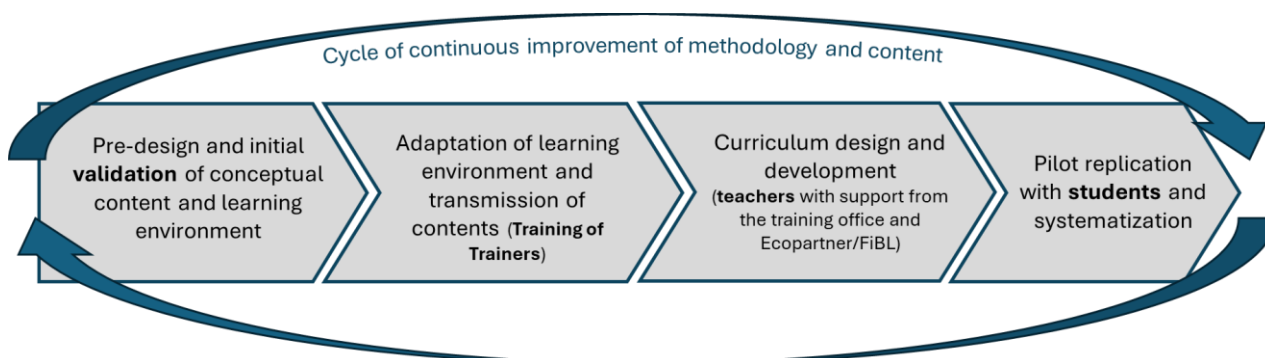 Cycle of continuous improvement of methodology and content
Pre-design and initial
validation of conceptual
content and learning
environment
Adaptation of learning
environment and
transmission of
contents (Training of
Trainers)
Curriculum design and
development
(teachers with support from
the training office and
Ecopartner/FiBL)
Pilot replication
with students and
systematization